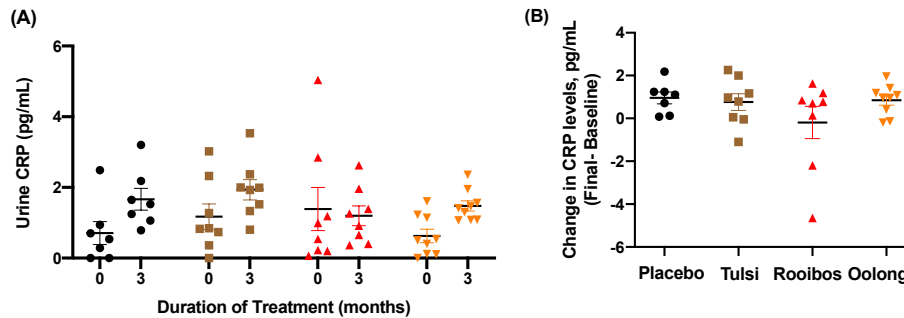 (A)
Urine CRP (pg/mL)
6
4
2
0
0 3 0 3 0 3 0 3
Duration of Treatment (months)
(B)
Change in CRP levels, pg/mL
(Final- Baseline)
4
2
0
-2
-4
-6
Placebo Tulsi Rooibos Oolong